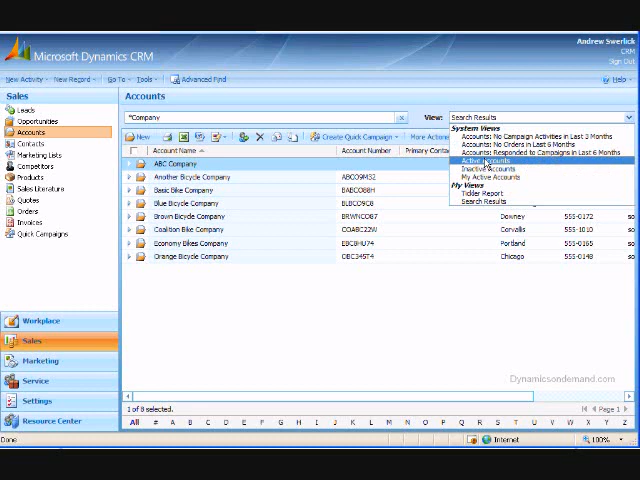 Andrew Swerlick
Microsoft Dynamics CRM
CRM
Sign Out
New Activity New Record Go To Tools Advanced Find Help
Sales
Accounts
Leads
Opportunities
Accounts
Contacts
Marketing Lists
Competitors
Products
Sales Literature
Quotes
Orders
Invoices
Quick Campaigns
*Company
View: Search Results
System Views
Accounts: No Campaign Activities in Last 3 Months
Accounts: No Orders in Last 6 Months
Accounts: Responded to Campaigns in Last 6 Months
Active Accounts
Inactive Accounts
My Active Accounts
My Views
Tickler Report
Search Results
New Create Quick Campaign More Actions
Account Name Account Number Primary Contac
ABC Company
Another Bicycle Company ABCO9M32
Basic Bike Company BABCO88H
Blue Bicycle Company BLBCO9C8
Brown Bicycle Company BRWNCO87 Downey 555-0172 so
Coalition Bike Company COABC22W Corvallis 555-1010 so
Economy Bikes Company EBC8HU74 Portland 555-0165 so
Orange Bicycle Company OBC345T4 Chicago 555-0148 so
Workplace
Sales
Marketing
Service
Settings
Resource Center
Dynamicsondemand.com
1 of 8 selected. Page 1
All # A B C D E F G H I J K L M N O P Q R S T U V W X Y Z
Done Internet 100%